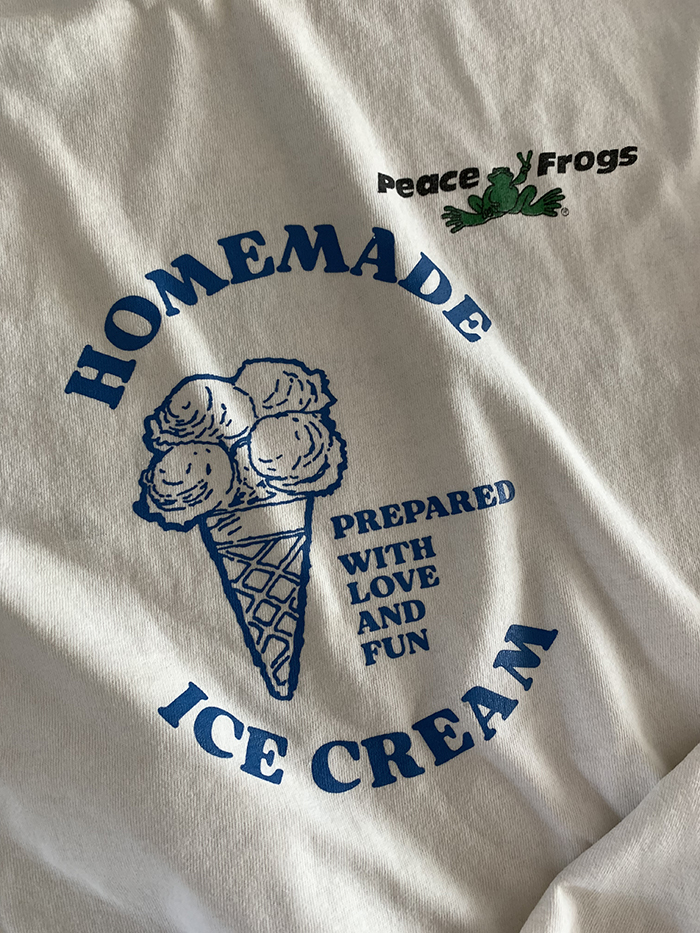 Peace Frogs
®
HOMEMADE
PREPARED
WITH
LOVE
AND
FUN
ICE CREAM